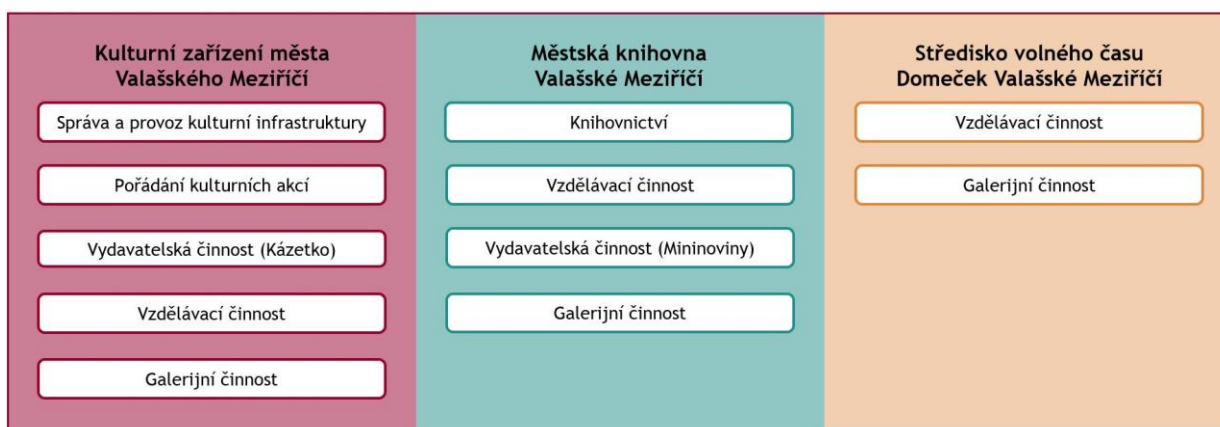 Kulturní zařízení města
Valašského Meziříčí
Správa a provoz kulturní infrastruktury
Pořádání kulturních akcí
Vydavatelská činnost (Kázetko)
Vzdělávací činnost
Galerijní činnost
Městská knihovna
Valašské Meziříčí
Knihovnictví
Vzdělávací činnost
Vydavatelská činnost (Mininoviny)
Galerijní činnost
Středisko volného času
Domeček Valašské Meziříčí
Vzdělávací činnost
Galerijní činnost